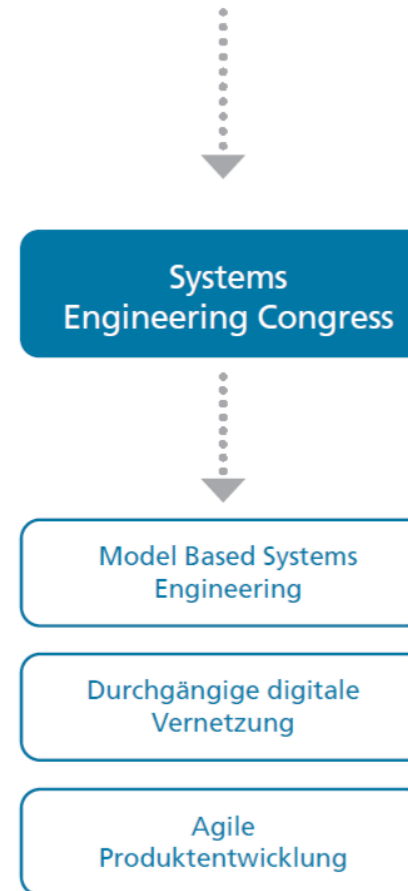 Systems
Engineering Congress
Model Based Systems
Engineering
Durchgängige digitale
Vernetzung
Agile
Produktentwicklung